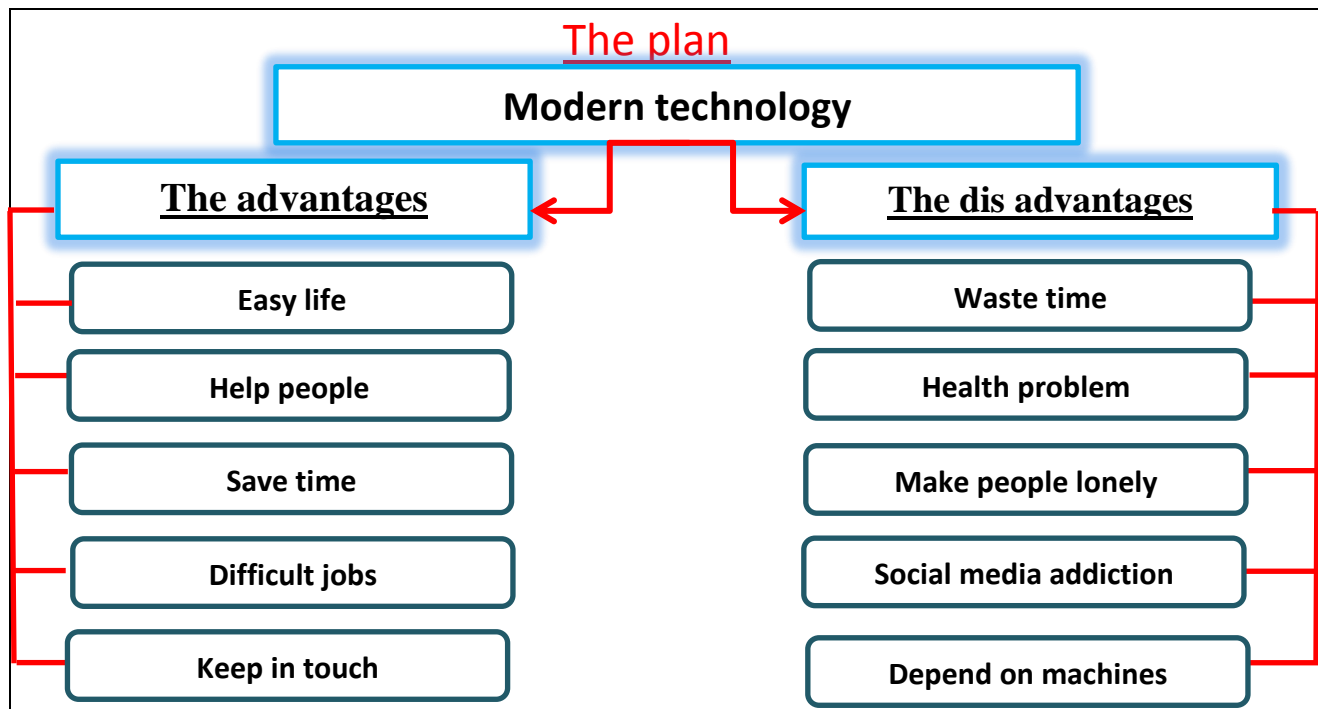 The plan
Modern technology
The advantages
Easy life
Help people
Save time
Difficult jobs
Keep in touch
The dis advantages
Waste time
Health problem
Make people lonely
Social media addiction
Depend on machines